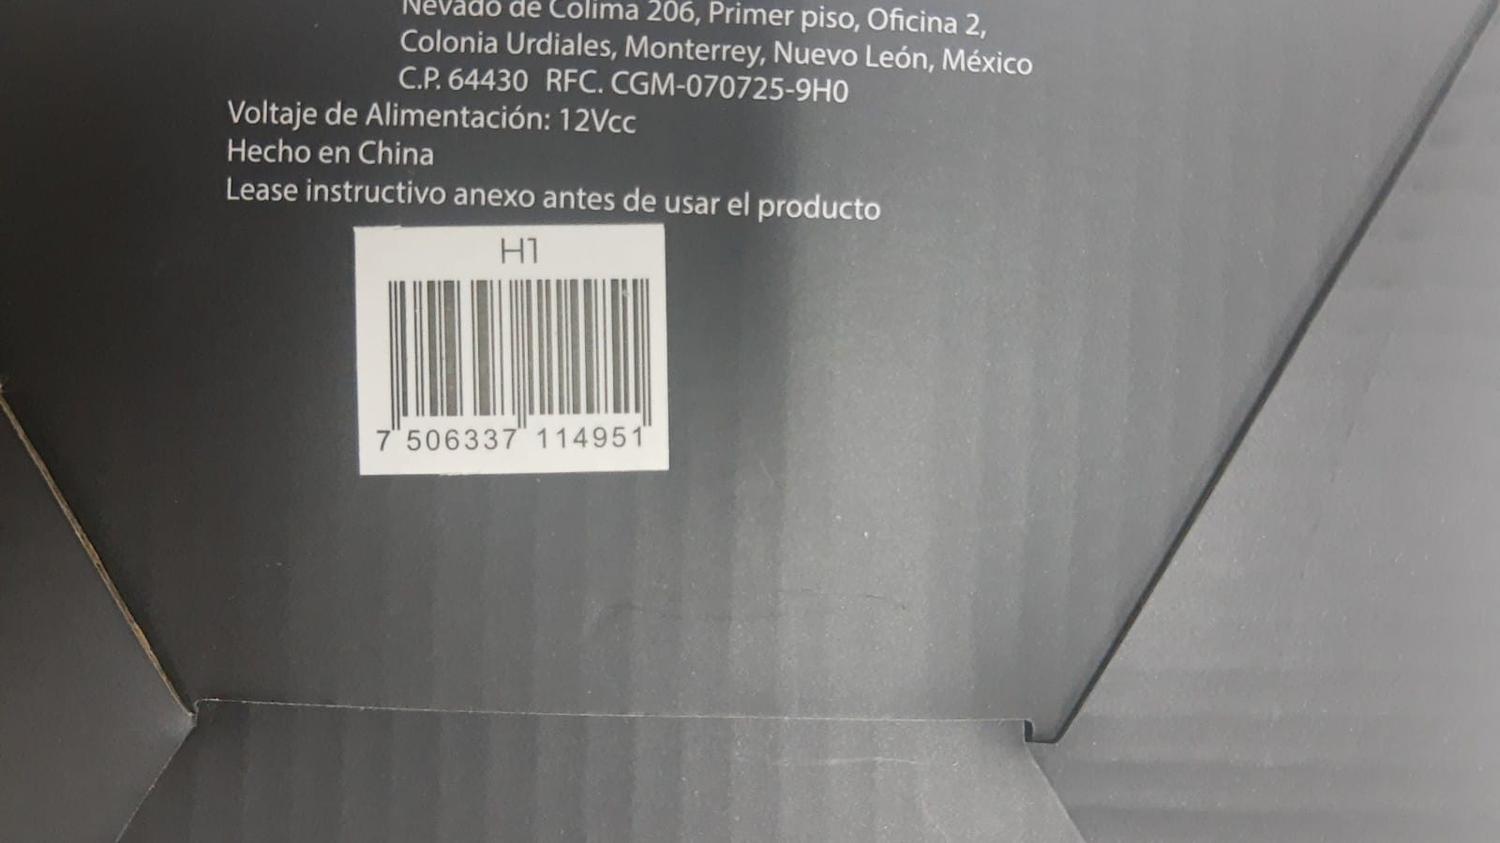 Nevado de Colima 206, Primer piso, Oficina 2,
Colonia Urdiales, Monterrey, Nuevo León, México
C.P. 64430 RFC. CGM-070725-9H0
Voltaje de Alimentación: 12Vcc
Hecho en China
Lease instructivo anexo antes de usar el producto
H1
7 506337 114951